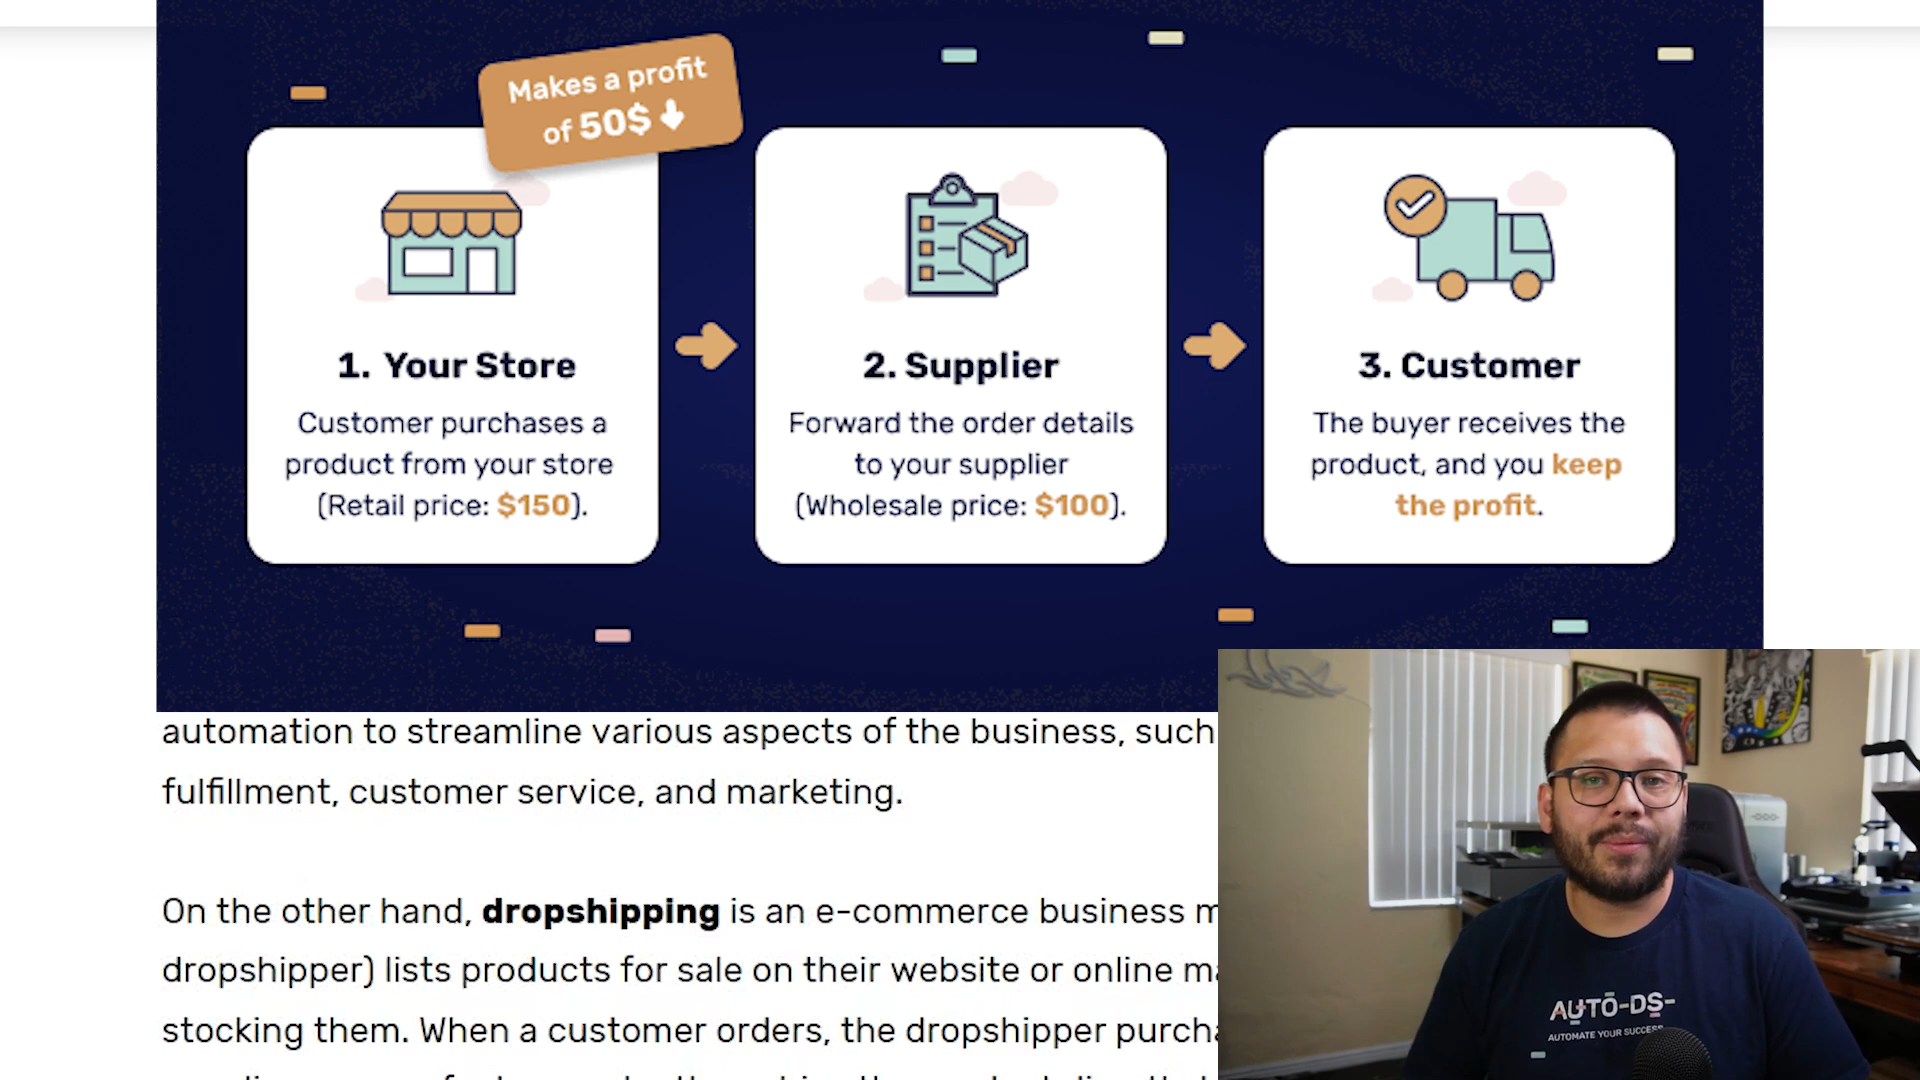 Makes a profit
of 50$
1. Your Store
Customer purchases a
product from your store
(Retail price: $150).
2. Supplier
Forward the order details
to your supplier
(Wholesale price: $100).
3. Customer
The buyer receives the
product, and you keep
the profit.
automation to streamline various aspects of the business, such
fulfillment, customer service, and marketing.
On the other hand, dropshipping is an e-commerce business
dropshipper) lists products for sale on their website or online
stocking them. When a customer orders, the dropshipper
AUTO-DS-
AUTOMATE YOUR SUCCESS